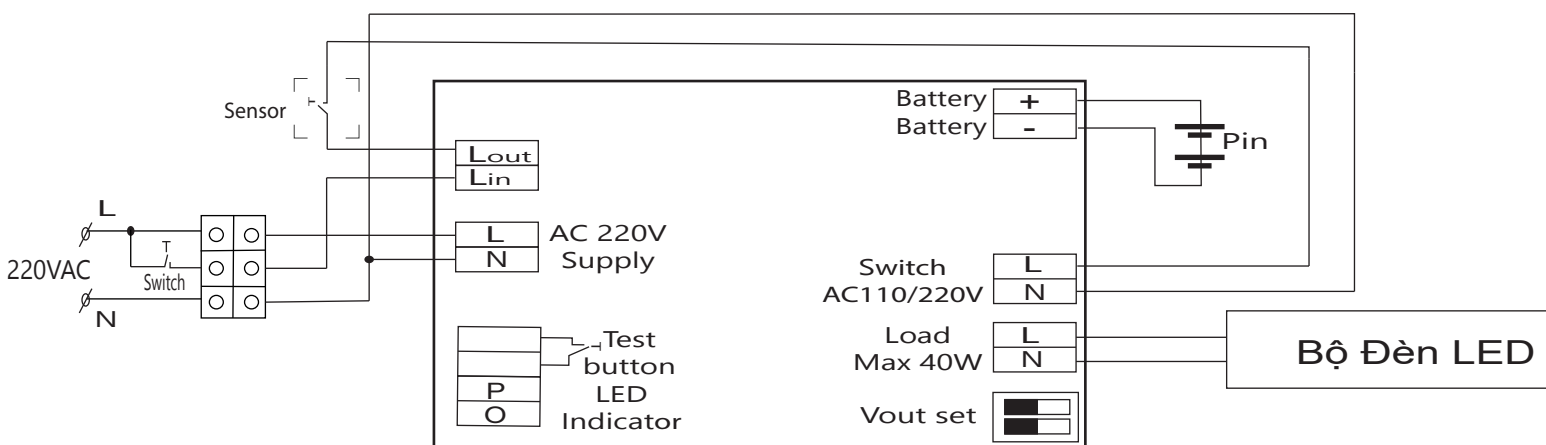 Sensor
Lout
Lin
L
N
AC 220V
Supply
L
220VAC
Switch
N
Test
button
P
O
LED
Indicator
Battery
Battery
+
-
Pin
Switch
AC110/220V
L
N
Load
Max 40W
L
N
Bộ Đèn LED
Vout set